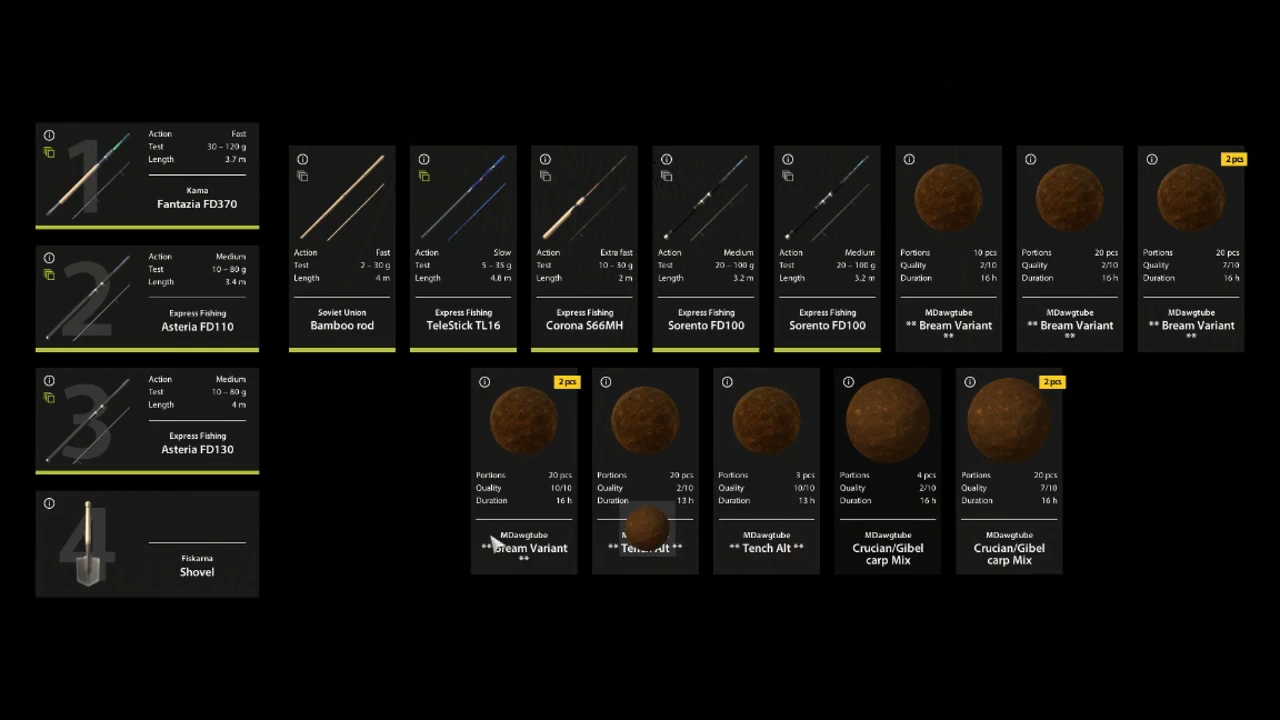 1
Action Fast
Test 30 – 120 g
Length 3.7 m
Kama
Fantazia FD370
2
Action Medium
Test 10 – 80 g
Length 3.4 m
Express Fishing
Asteria FD110
3
Action Medium
Test 10 – 80 g
Length 4 m
Express Fishing
Asteria FD130
4
Fiskarna
Shovel
Action Fast
Test 2 – 30 g
Length 4 m
Soviet Union
Bamboo rod
Action Slow
Test 5 – 35 g
Length 4.8 m
Express Fishing
TeleStick TL16
Action Extra fast
Test 10 – 30 g
Length 2 m
Express Fishing
Corona S66MH
Action Medium
Test 20 – 100 g
Length 3.2 m
Express Fishing
Sorento FD100
Action Medium
Test 20 – 100 g
Length 3.2 m
Express Fishing
Sorento FD100
Portions 10 pcs
Quality 2/10
Duration 16 h
MDawgtube
** Bream Variant
**
Portions 20 pcs
Quality 2/10
Duration 16 h
MDawgtube
** Bream Variant
**
2 pcs
Portions 20 pcs
Quality 7/10
Duration 16 h
MDawgtube
** Bream Variant
**
2 pcs
Portions 20 pcs
Quality 10/10
Duration 16 h
MDawgtube
** Bream Variant
**
Portions 20 pcs
Quality 2/10
Duration 13 h
** Tench Alt **
Portions 3 pcs
Quality 10/10
Duration 13 h
MDawgtube
** Tench Alt **
Portions 4 pcs
Quality 2/10
Duration 16 h
MDawgtube
Crucian/Gibel
carp Mix
2 pcs
Portions 20 pcs
Quality 7/10
Duration 16 h
MDawgtube
Crucian/Gibel
carp Mix